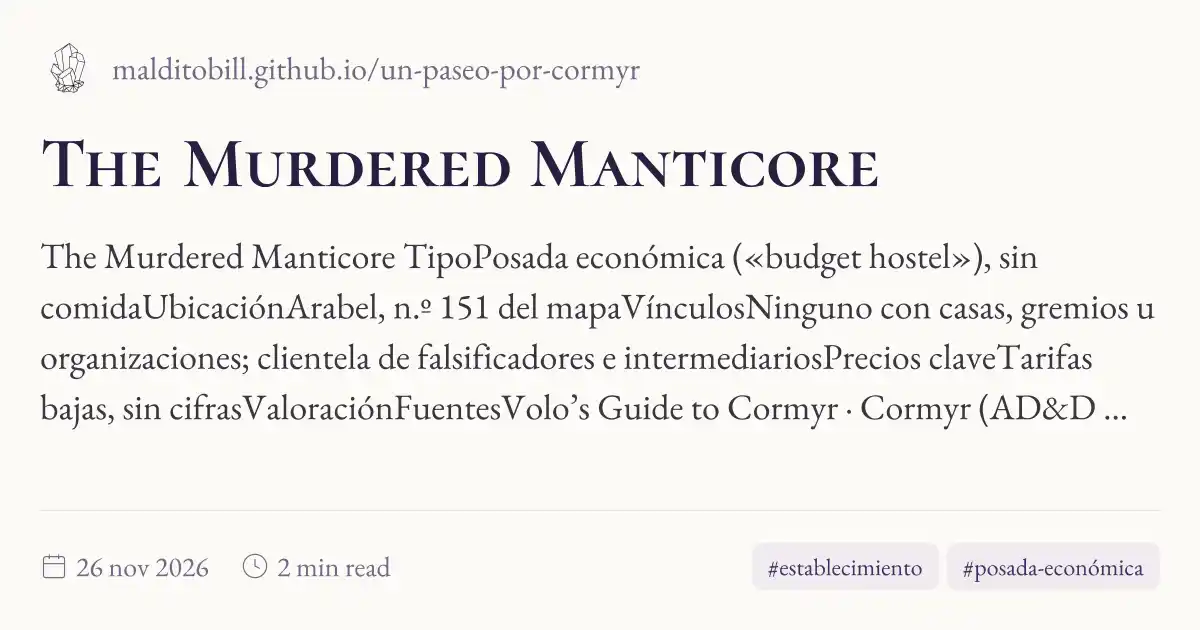 malditobill.github.io/un-paseo-por-cormyr
The Murdered Manticore
The Murdered Manticore TipoPosada económica («budget hostel»), sin
comidaUbicaciónArabel, n.º 151 del mapaVínculosNinguno con casas, gremios u
organizaciones; clientela de falsificadores e intermediariosPrecios claveTarifas
bajas, sin cifrasValoraciónFuentesVolo’s Guide to Cormyr · Cormyr (AD&D ...
26 nov 2026
2 min read
#establecimiento
#posada-económica